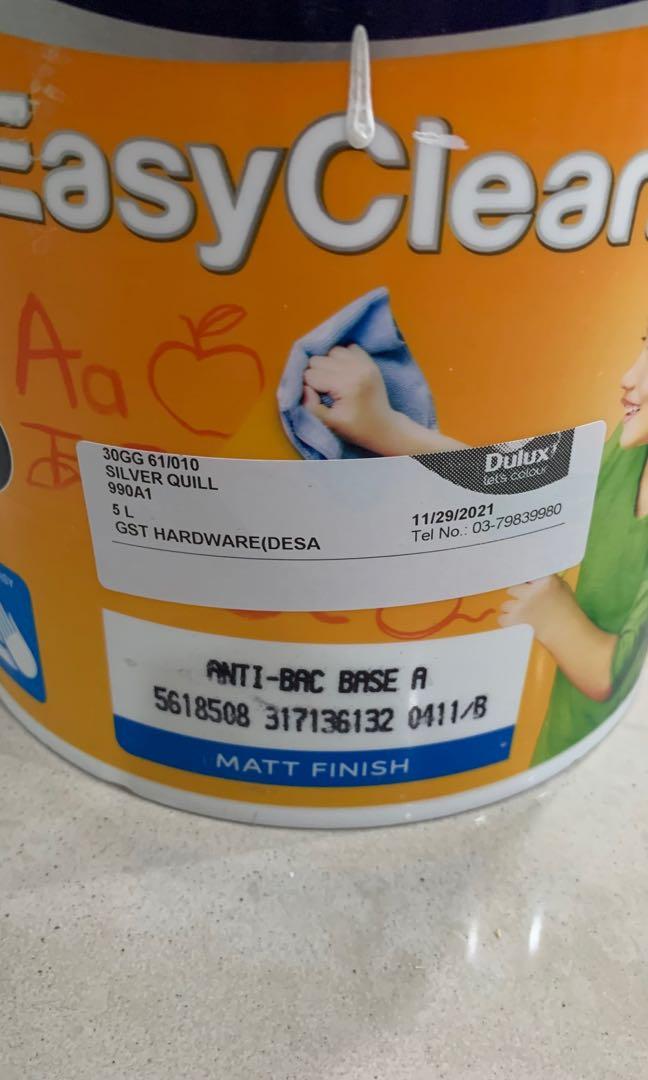 EasyClean
Aa
30GG 61/010
SILVER QUILL
990A1
5 L
GST HARDWARE(DESA
Dulux
let's colour
11/29/2021
Tel No.: 03-79839980
ANTI-BAC BASE A
5618508 317136132 0411/B
MATT FINISH